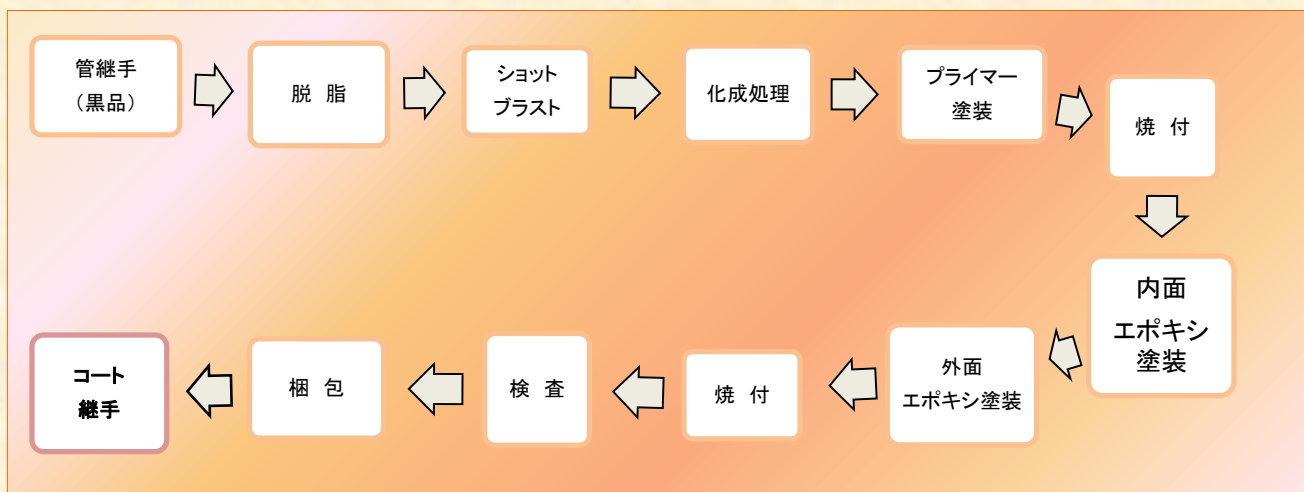 管継手
（黒品）
脱 脂
ショット
ブラスト
化成処理
プライマー
塗装
焼 付
内面
エポキシ
塗装
外面
エポキシ塗装
焼 付
検 査
梱 包
コート
継手